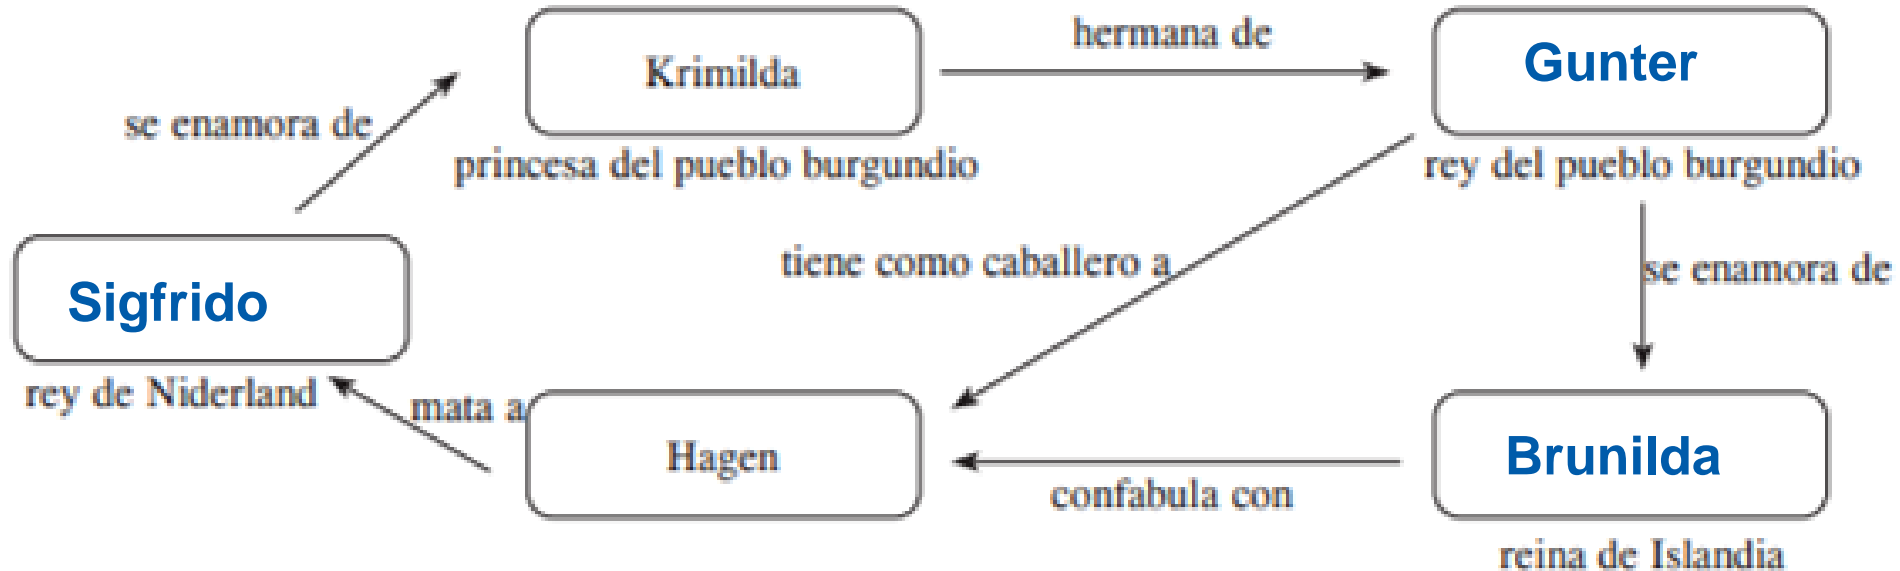 hermana de
Krimilda
Gunter
se enamora de
princesa del pueblo burgundio
rey del pueblo burgundio
tiene como caballero a
se enamora de
Sigfrido
rey de Niderland
mata a
Hagen
Brunilda
confabula con
reina de Islandia